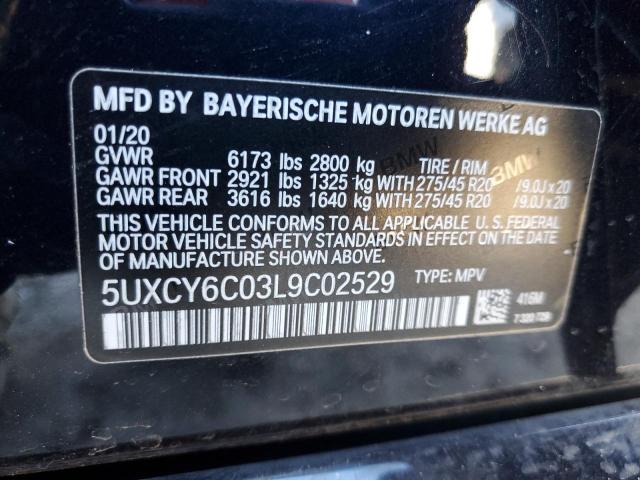 MFD BY BAYERISCHE MOTOREN WERKE AG
01/20
GVWR 6173 lbs 2800 kg TIRE / RIM
GAWR FRONT 2921 lbs 1325 kg WITH 275/45 R20 / 9.0J x 20
GAWR REAR 3616 lbs 1640 kg WITH 275/45 R20 / 9.0J x 20
THIS VEHICLE CONFORMS TO ALL APPLICABLE U. S. FEDERAL
MOTOR VEHICLE SAFETY STANDARDS IN EFFECT ON THE DATE
OF MANUFACTURE SHOWN ABOVE.
5UXCY6C03L9C02529 TYPE: MPV
416M
BMW
BMW